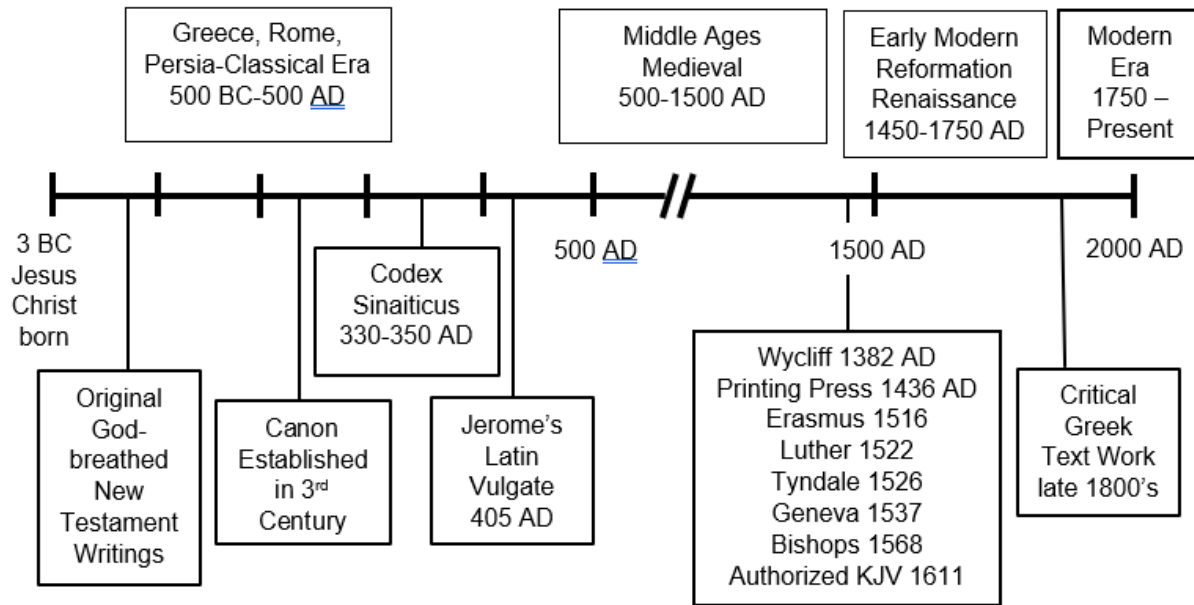 Greece, Rome,
Persia-Classical Era
500 BC-500 AD
Middle Ages
Medieval
500-1500 AD
Early Modern
Reformation
Renaissance
1450-1750 AD
Modern
Era
1750 –
Present
3 BC
Jesus
Christ
born
500 AD
1500 AD
2000 AD
Original
God-
breathed
New
Testament
Writings
Canon
Established
in 3rd
Century
Codex
Sinaiticus
330-350 AD
Jerome’s
Latin
Vulgate
405 AD
Wycliff 1382 AD
Printing Press 1436 AD
Erasmus 1516
Luther 1522
Tyndale 1526
Geneva 1537
Bishops 1568
Authorized KJV 1611
Critical
Greek
Text Work
late 1800’s